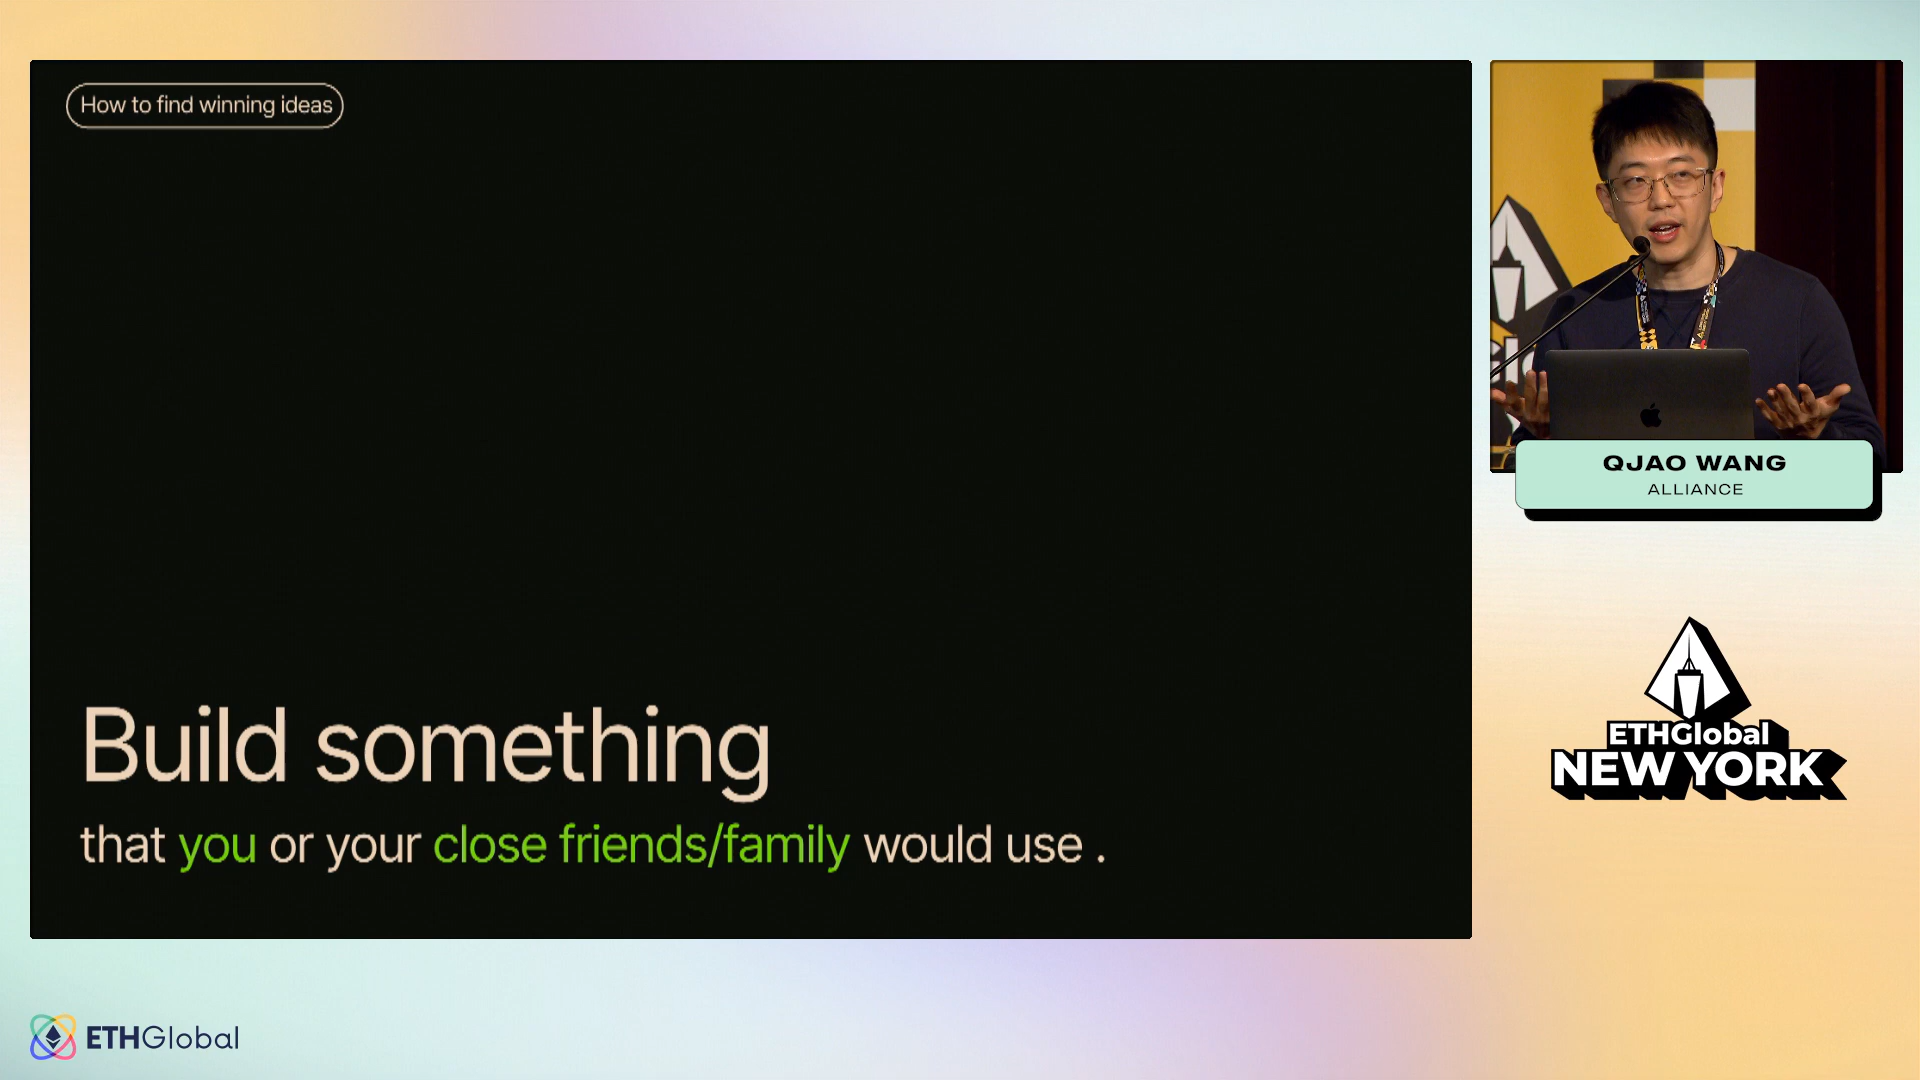 How to find winning ideas
Build something
that you or your close friends/family would use .
QJAO WANG
ALLIANCE
ETHGlobal
NEW YORK
ETHGlobal